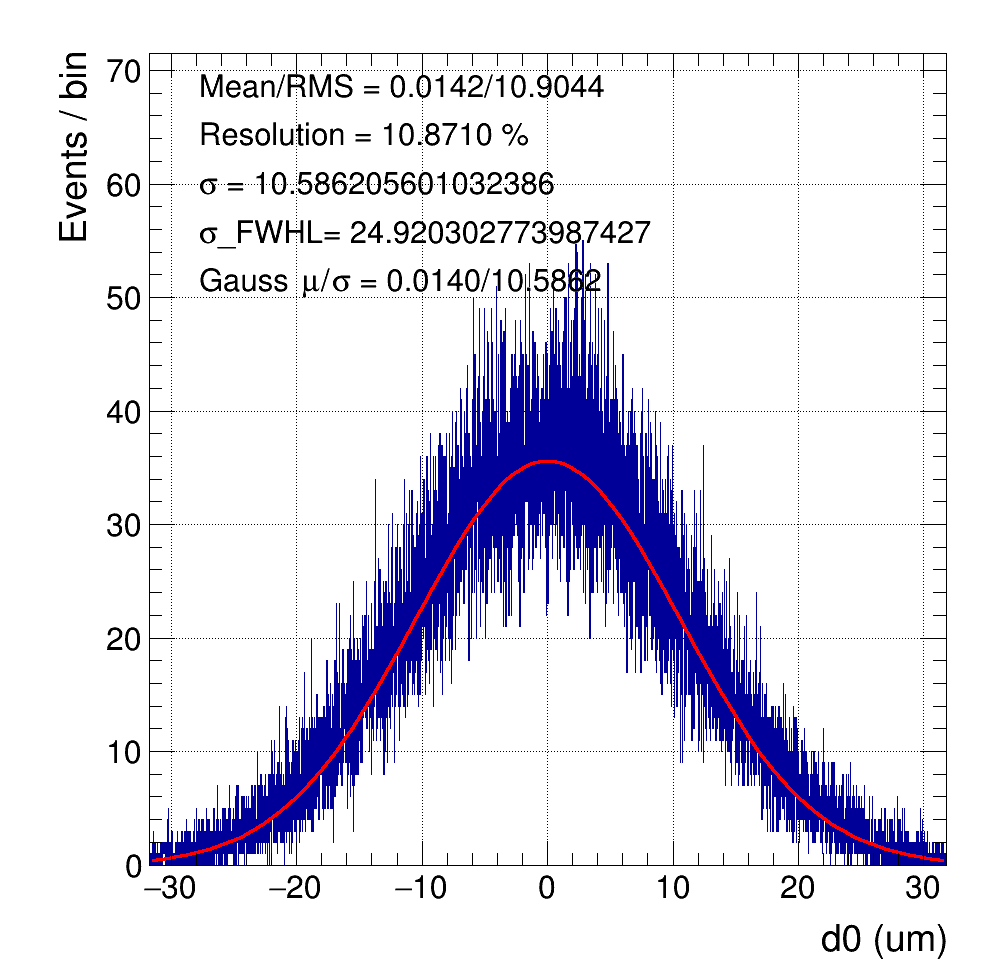 Events / bin
70
60
50
40
30
20
10
0
Mean/RMS = 0.0142/10.9044
Resolution = 10.8710 %
σ = 10.586205601032386
σ_FWHL= 24.920302773987427
Gauss μ/σ = 0.0140/10.5862
−30 −20 −10 0 10 20 30
d0 (um)